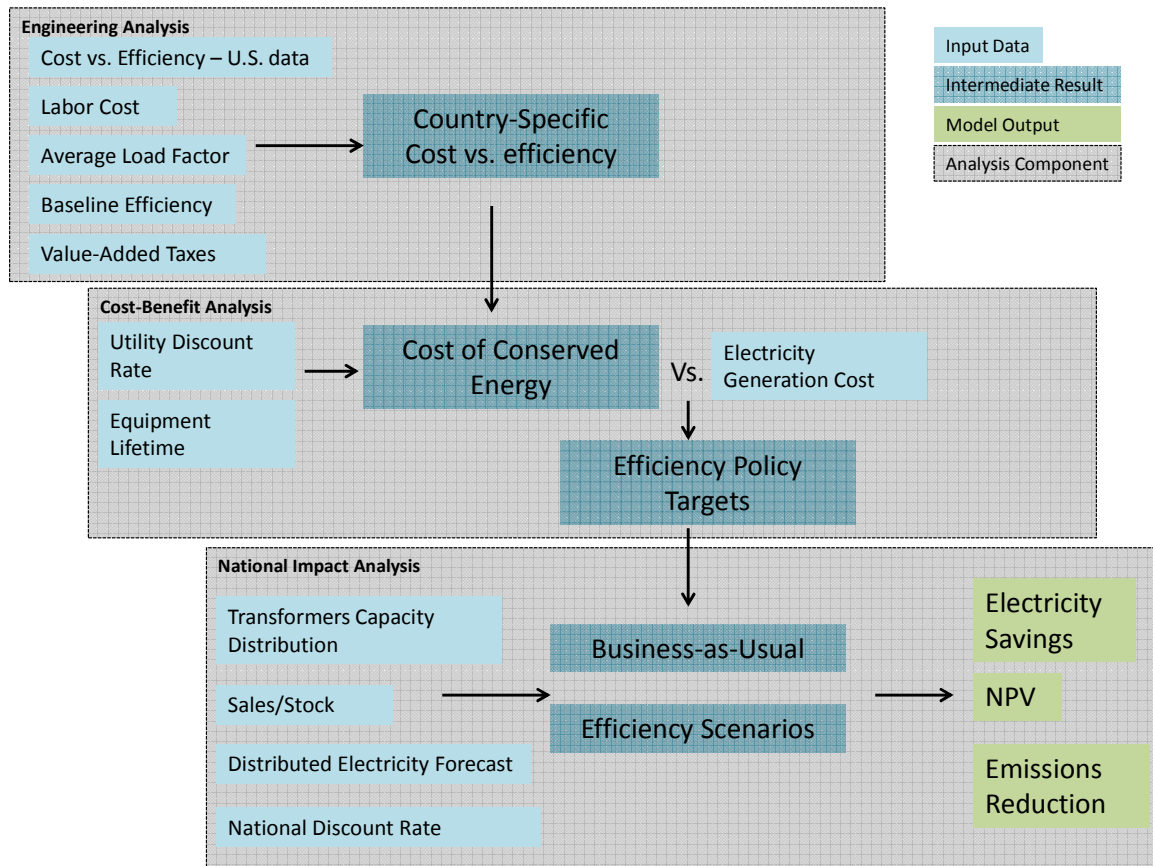 Engineering Analysis
Cost vs. Efficiency – U.S. data
Labor Cost
Average Load Factor
Baseline Efficiency
Value-Added Taxes
Country-Specific
Cost vs. efficiency
Input Data
Intermediate Result
Model Output
Analysis Component
Cost-Benefit Analysis
Utility Discount
Rate
Equipment
Lifetime
Cost of Conserved
Energy
Vs.
Electricity
Generation Cost
Efficiency Policy
Targets
National Impact Analysis
Transformers Capacity
Distribution
Sales/Stock
Distributed Electricity Forecast
National Discount Rate
Business-as-Usual
Efficiency Scenarios
Electricity
Savings
NPV
Emissions
Reduction